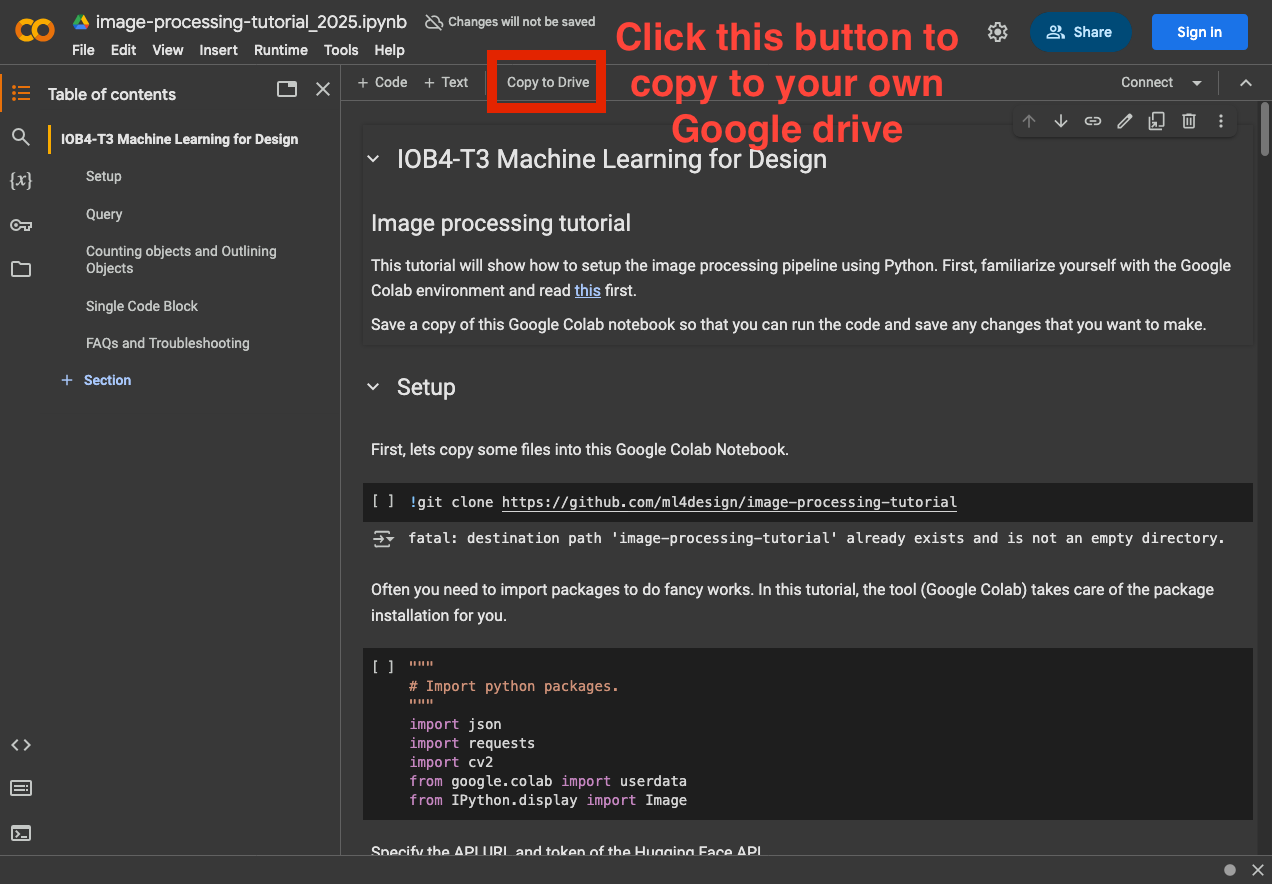 image-processing-tutorial_2025.ipynb
Changes will not be saved
File Edit View Insert Runtime Tools Help
Share
Sign in
Click this button to
copy to your own
Google drive
+ Code + Text
Copy to Drive
Connect
Table of contents
IOB4-T3 Machine Learning for Design
Setup
Query
Counting objects and Outlining
Objects
Single Code Block
FAQs and Troubleshooting
+ Section
{x}
IOB4-T3 Machine Learning for Design
Image processing tutorial
This tutorial will show how to setup the image processing pipeline using Python. First, familiarize yourself with the Google
Colab environment and read this first.
Save a copy of this Google Colab notebook so that you can run the code and save any changes that you want to make.
Setup
First, lets copy some files into this Google Colab Notebook.
[ ] !git clone https://github.com/ml4design/image-processing-tutorial
fatal: destination path 'image-processing-tutorial' already exists and is not an empty directory.
Often you need to import packages to do fancy works. In this tutorial, the tool (Google Colab) takes care of the package
installation for you.
[ ] """
# Import python packages.
"""
import json
import requests
import cv2
from google.colab import userdata
from IPython.display import Image
Specify the API URL and token of the Hugging Face API